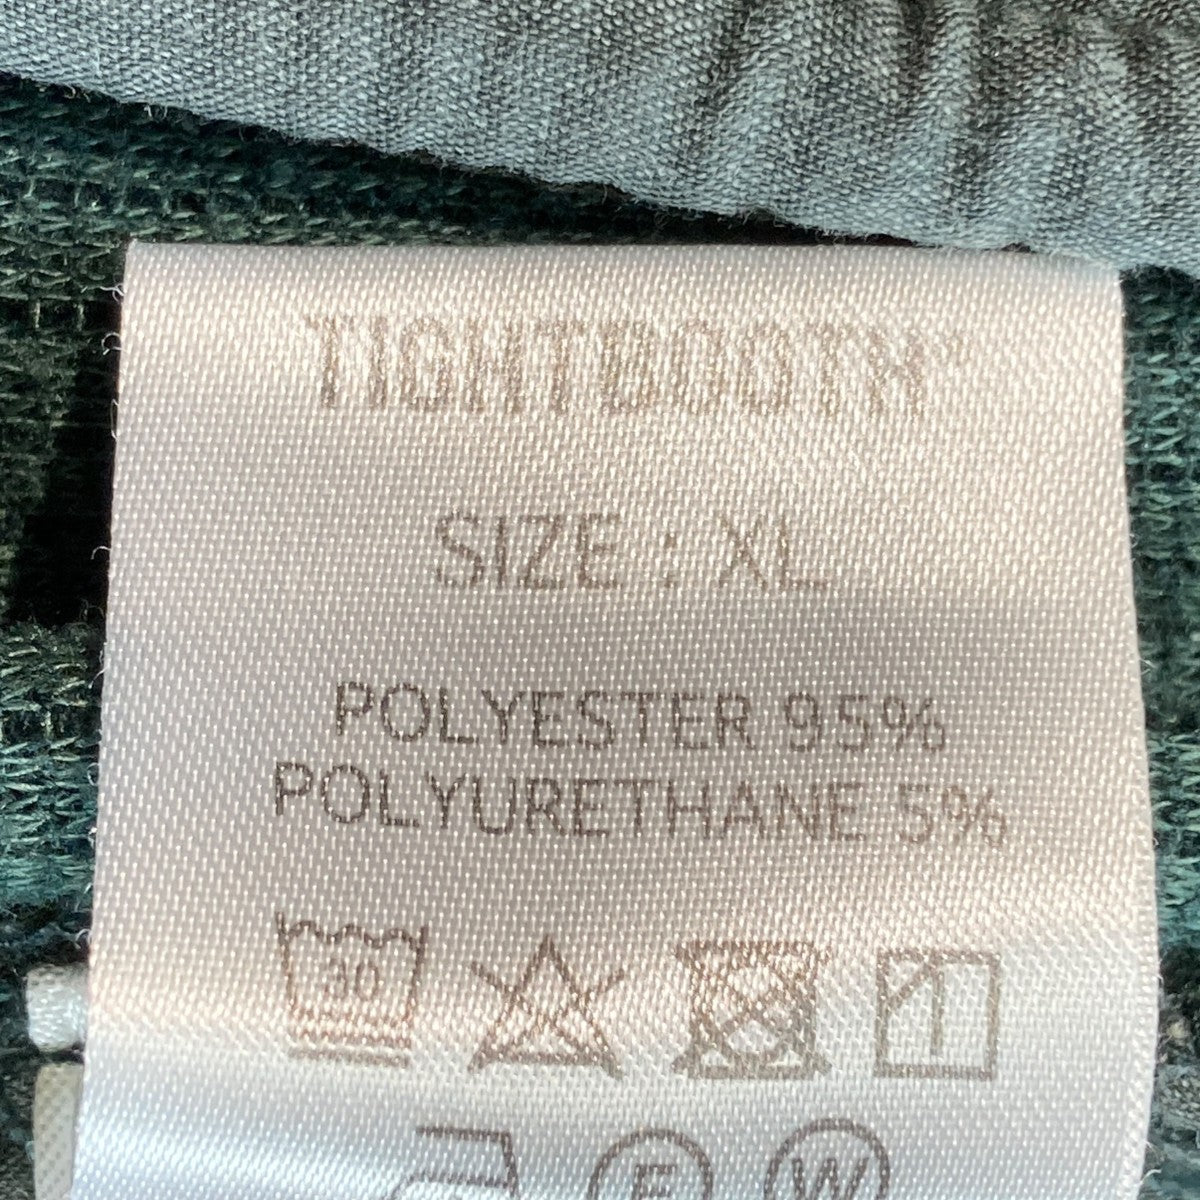 TIGHTBOOTH®
SIZE : XL
POLYESTER 95%
POLYURETHANE 5%
30
F W